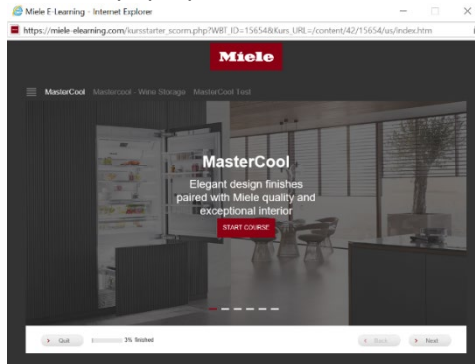 Miele E-Learning - Internet Explorer
https://miele-elearning.com/kursstarter_scorm.php?WBT_ID=15654&Kurs_URL=/content/42/15654/us/index.htm
Miele
MasterCool Mastercool - Wine Storage MasterCool Test
MasterCool
Elegant design finishes
paired with Miele quality and
exceptional interior
START COURSE
Quit 3% finished Back Next